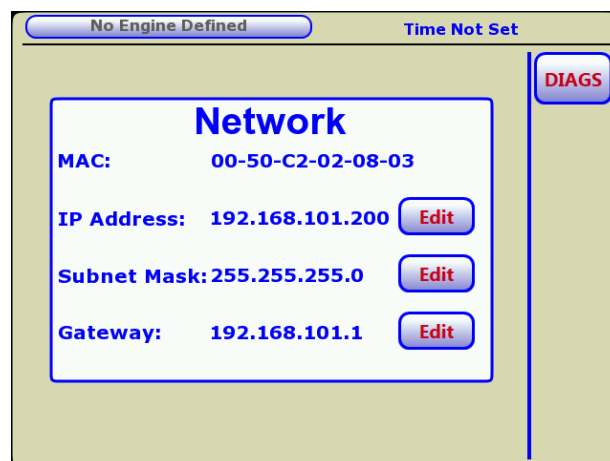 No Engine Defined Time Not Set
DIAGS
Network
MAC: 00-50-C2-02-08-03
IP Address: 192.168.101.200 Edit
Subnet Mask: 255.255.255.0 Edit
Gateway: 192.168.101.1 Edit